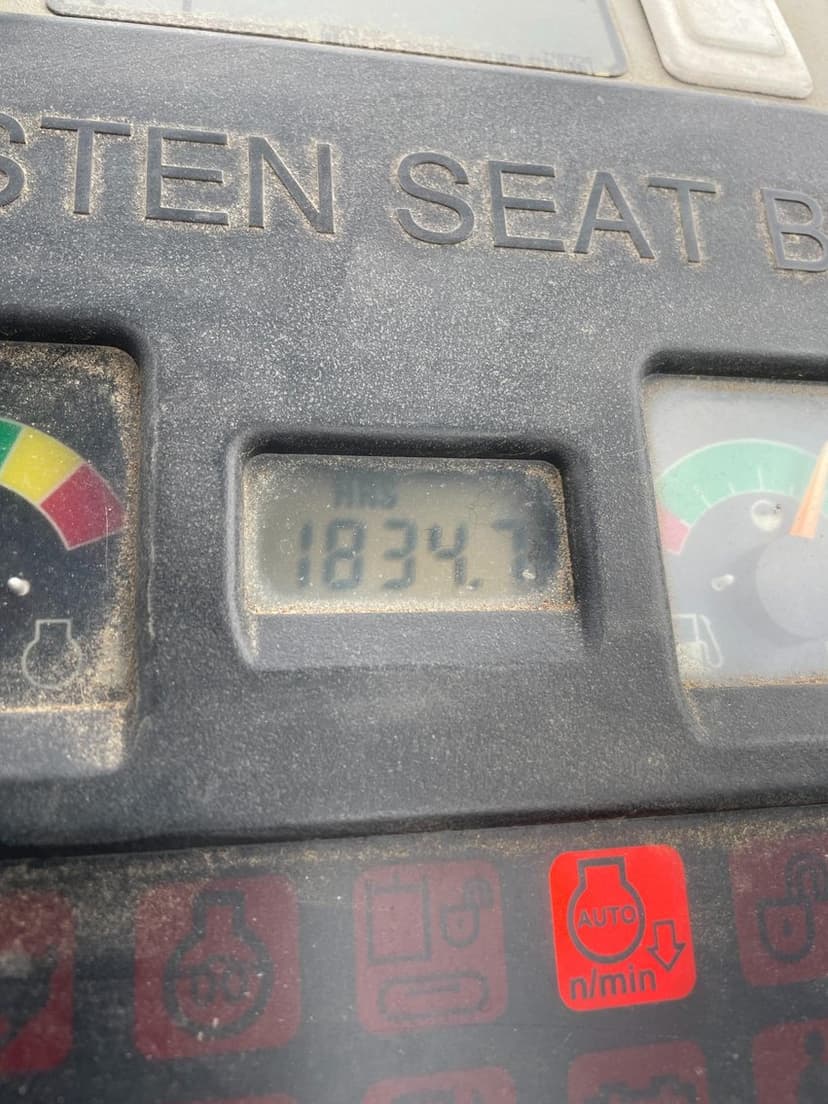 STEN SEAT B
HRS
1834.7
AUTO
n/min